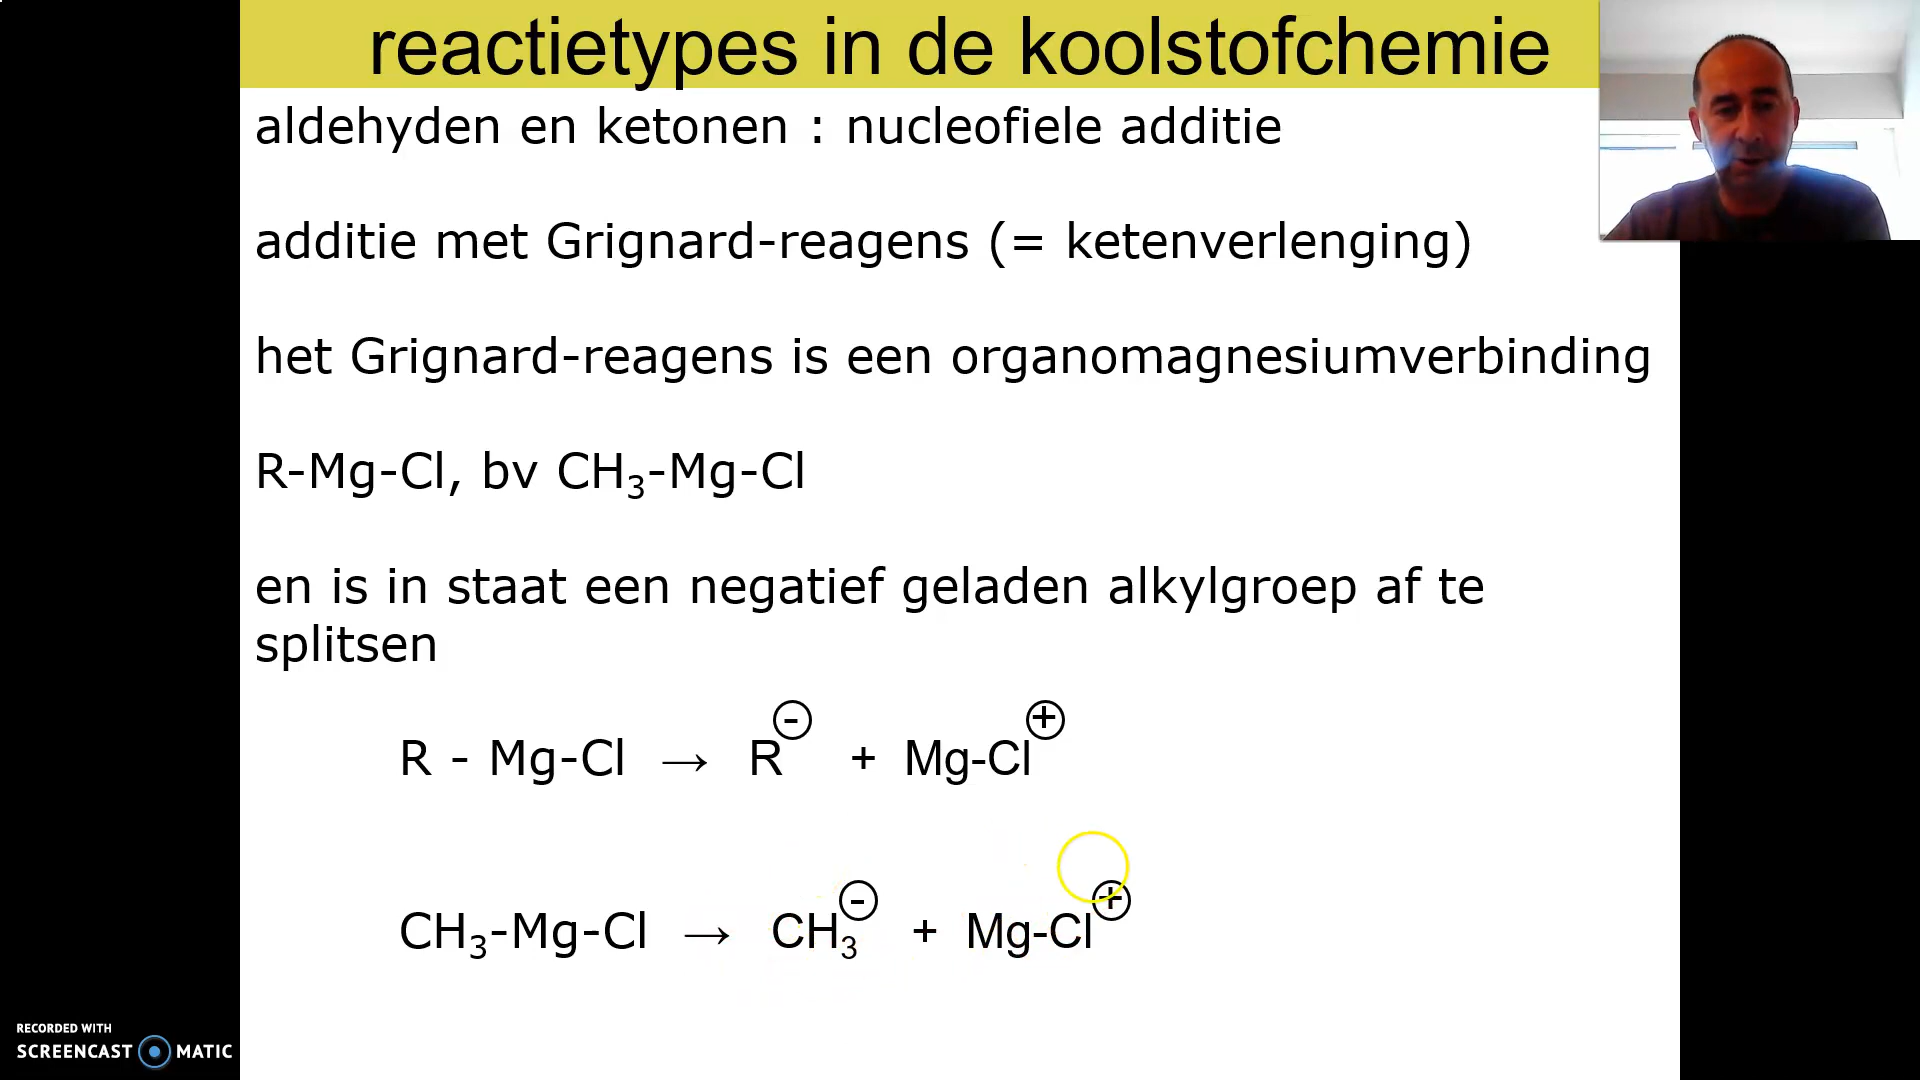 reactietypes in de koolstofchemie
aldehyden en ketonen : nucleofiele additie
additie met Grignard-reagens (= ketenverlenging)
het Grignard-reagens is een organomagnesiumverbinding
R-Mg-Cl, bv CH₃-Mg-Cl
en is in staat een negatief geladen alkylgroep af te
splitsen
R - Mg-Cl → R⊖ + Mg-Cl⊕
CH₃-Mg-Cl → CH₃⊖ + Mg-Cl⊕
RECORDED WITH
SCREENCAST MATIC